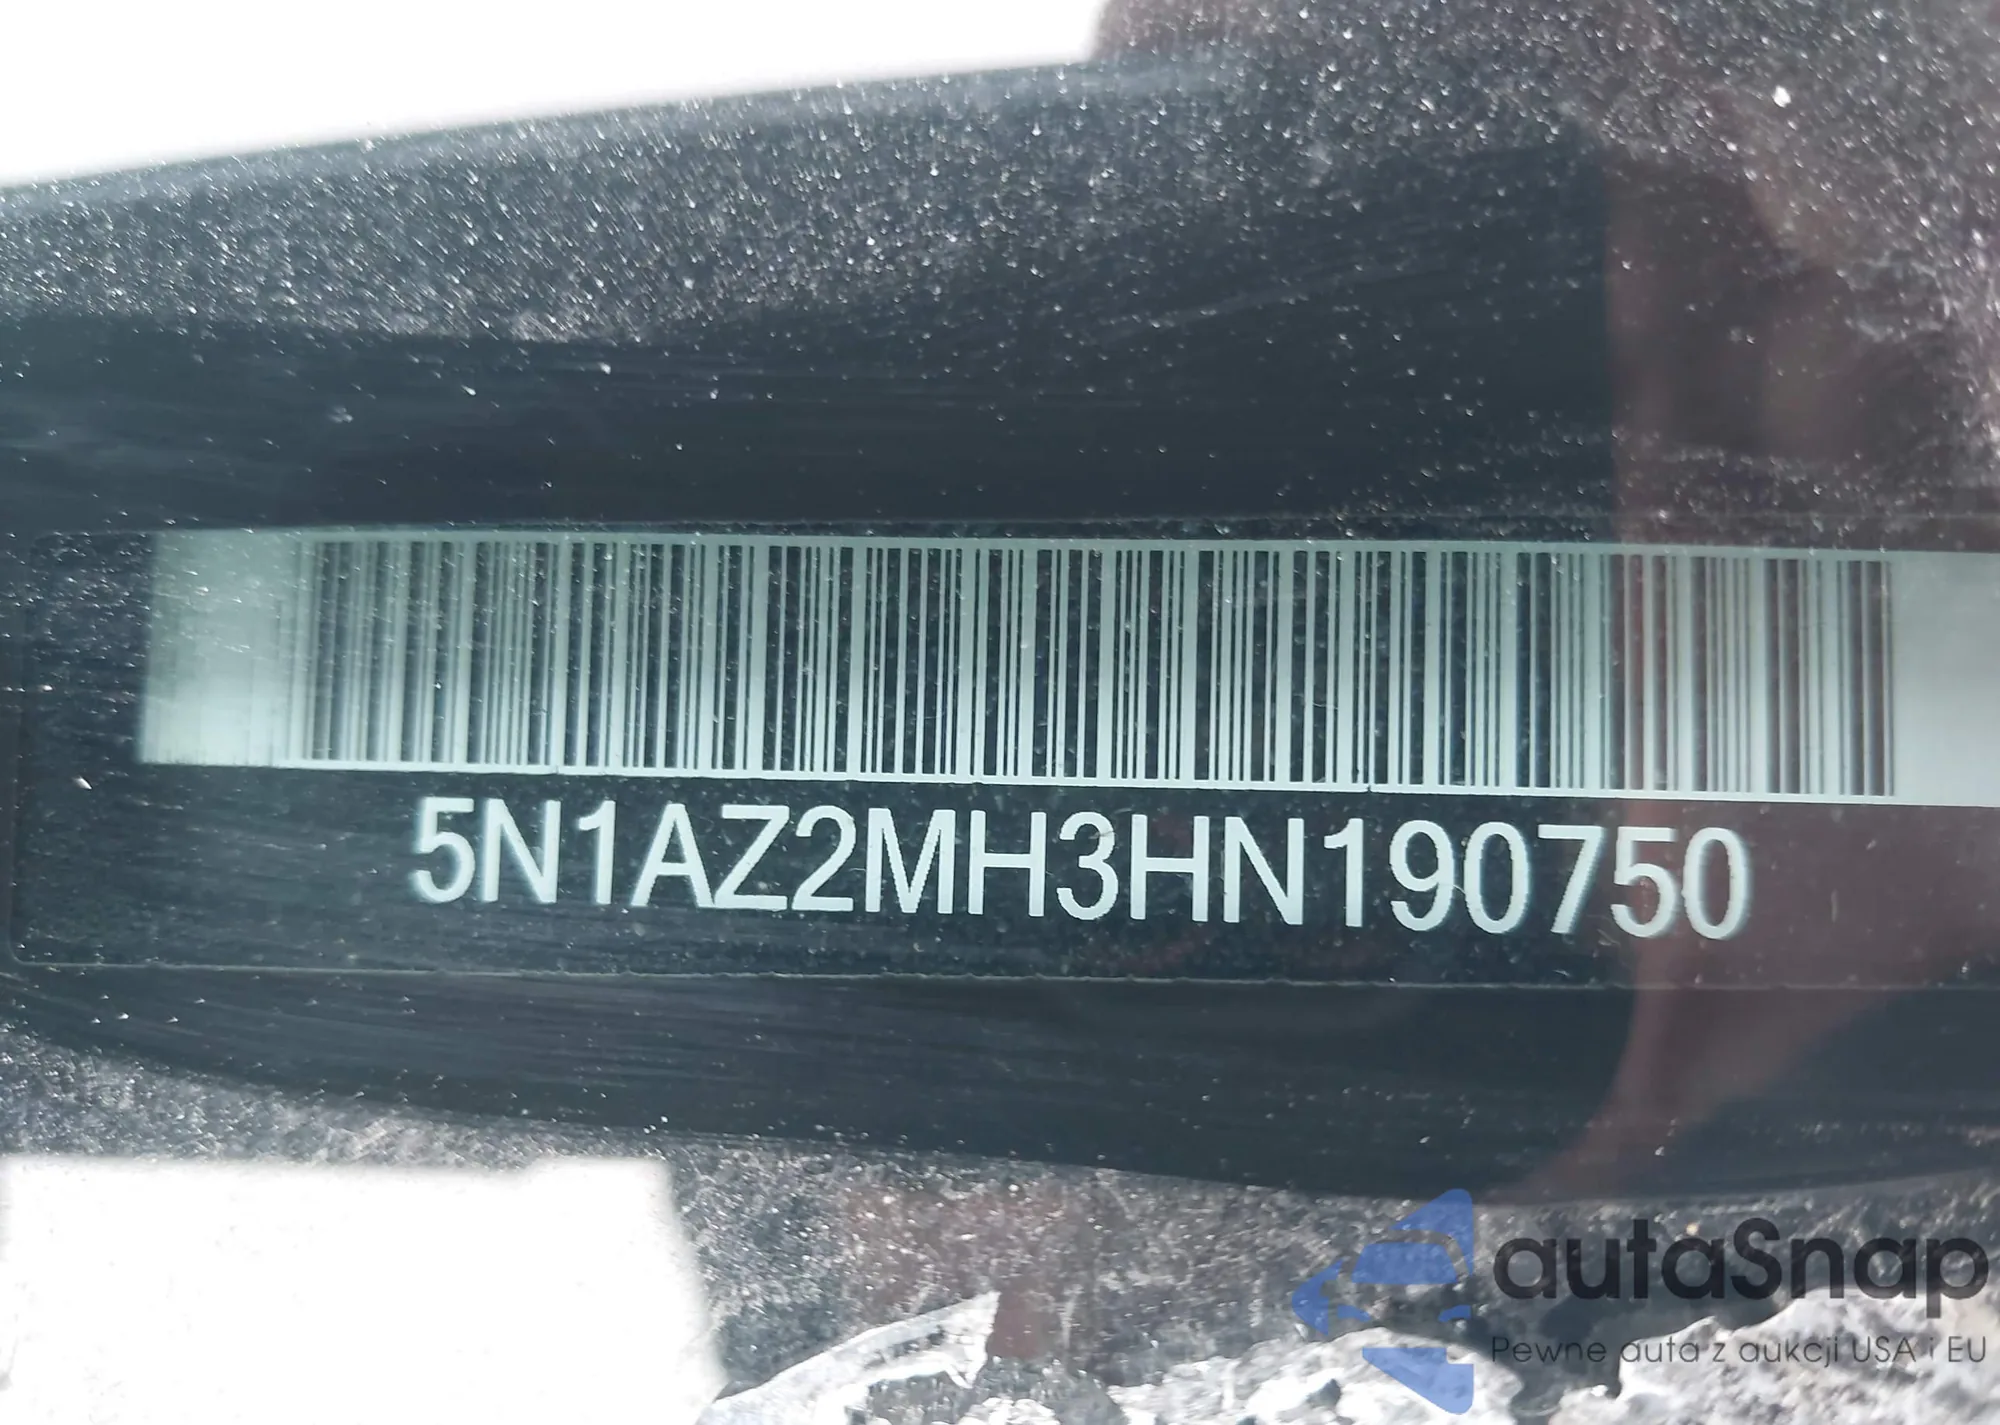 5N1AZ2MH3HN190750
autaSnap
Pewne auta z aukcji USA i EU